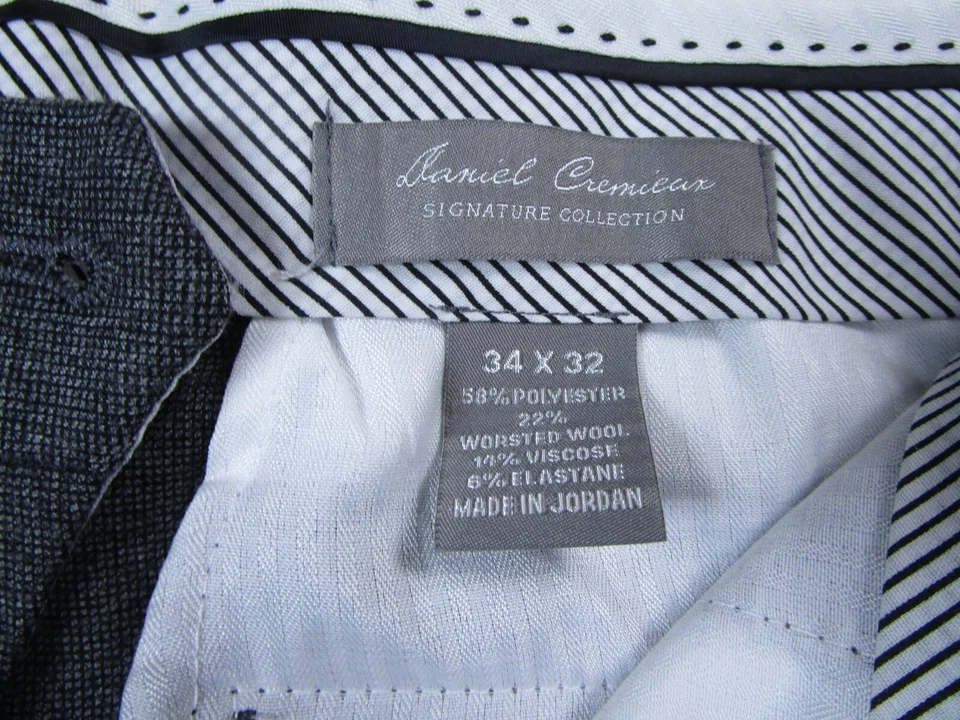 Daniel Cremieux
SIGNATURE COLLECTION
34 X 32
58% POLYESTER
22%
WORSTED WOOL
14% VISCOSE
6% ELASTANE
MADE IN JORDAN